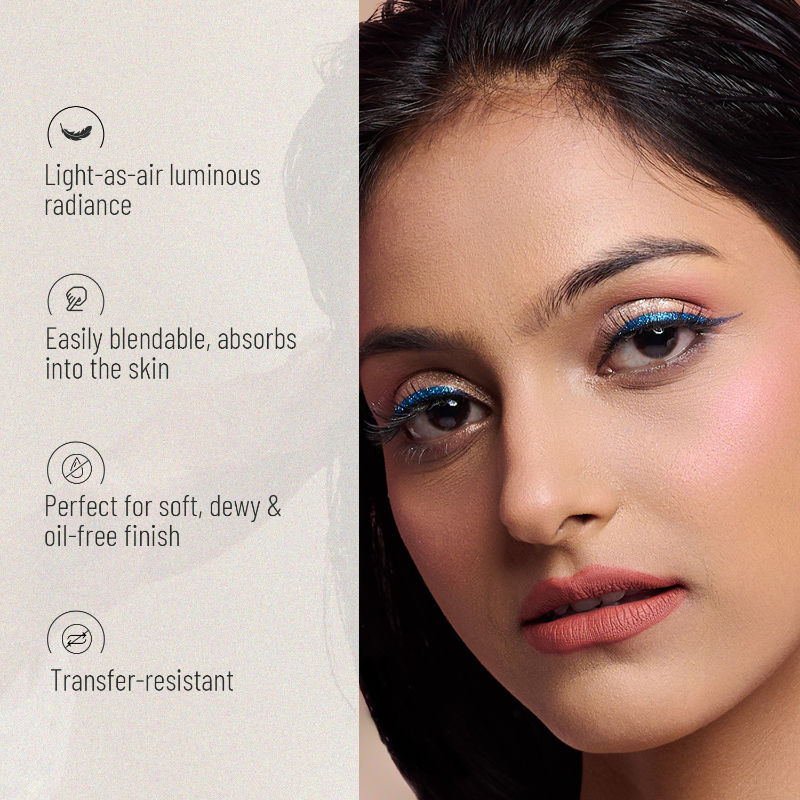 Light-as-air luminous
radiance
Easily blendable, absorbs
into the skin
Perfect for soft, dewy &
oil-free finish
Transfer-resistant